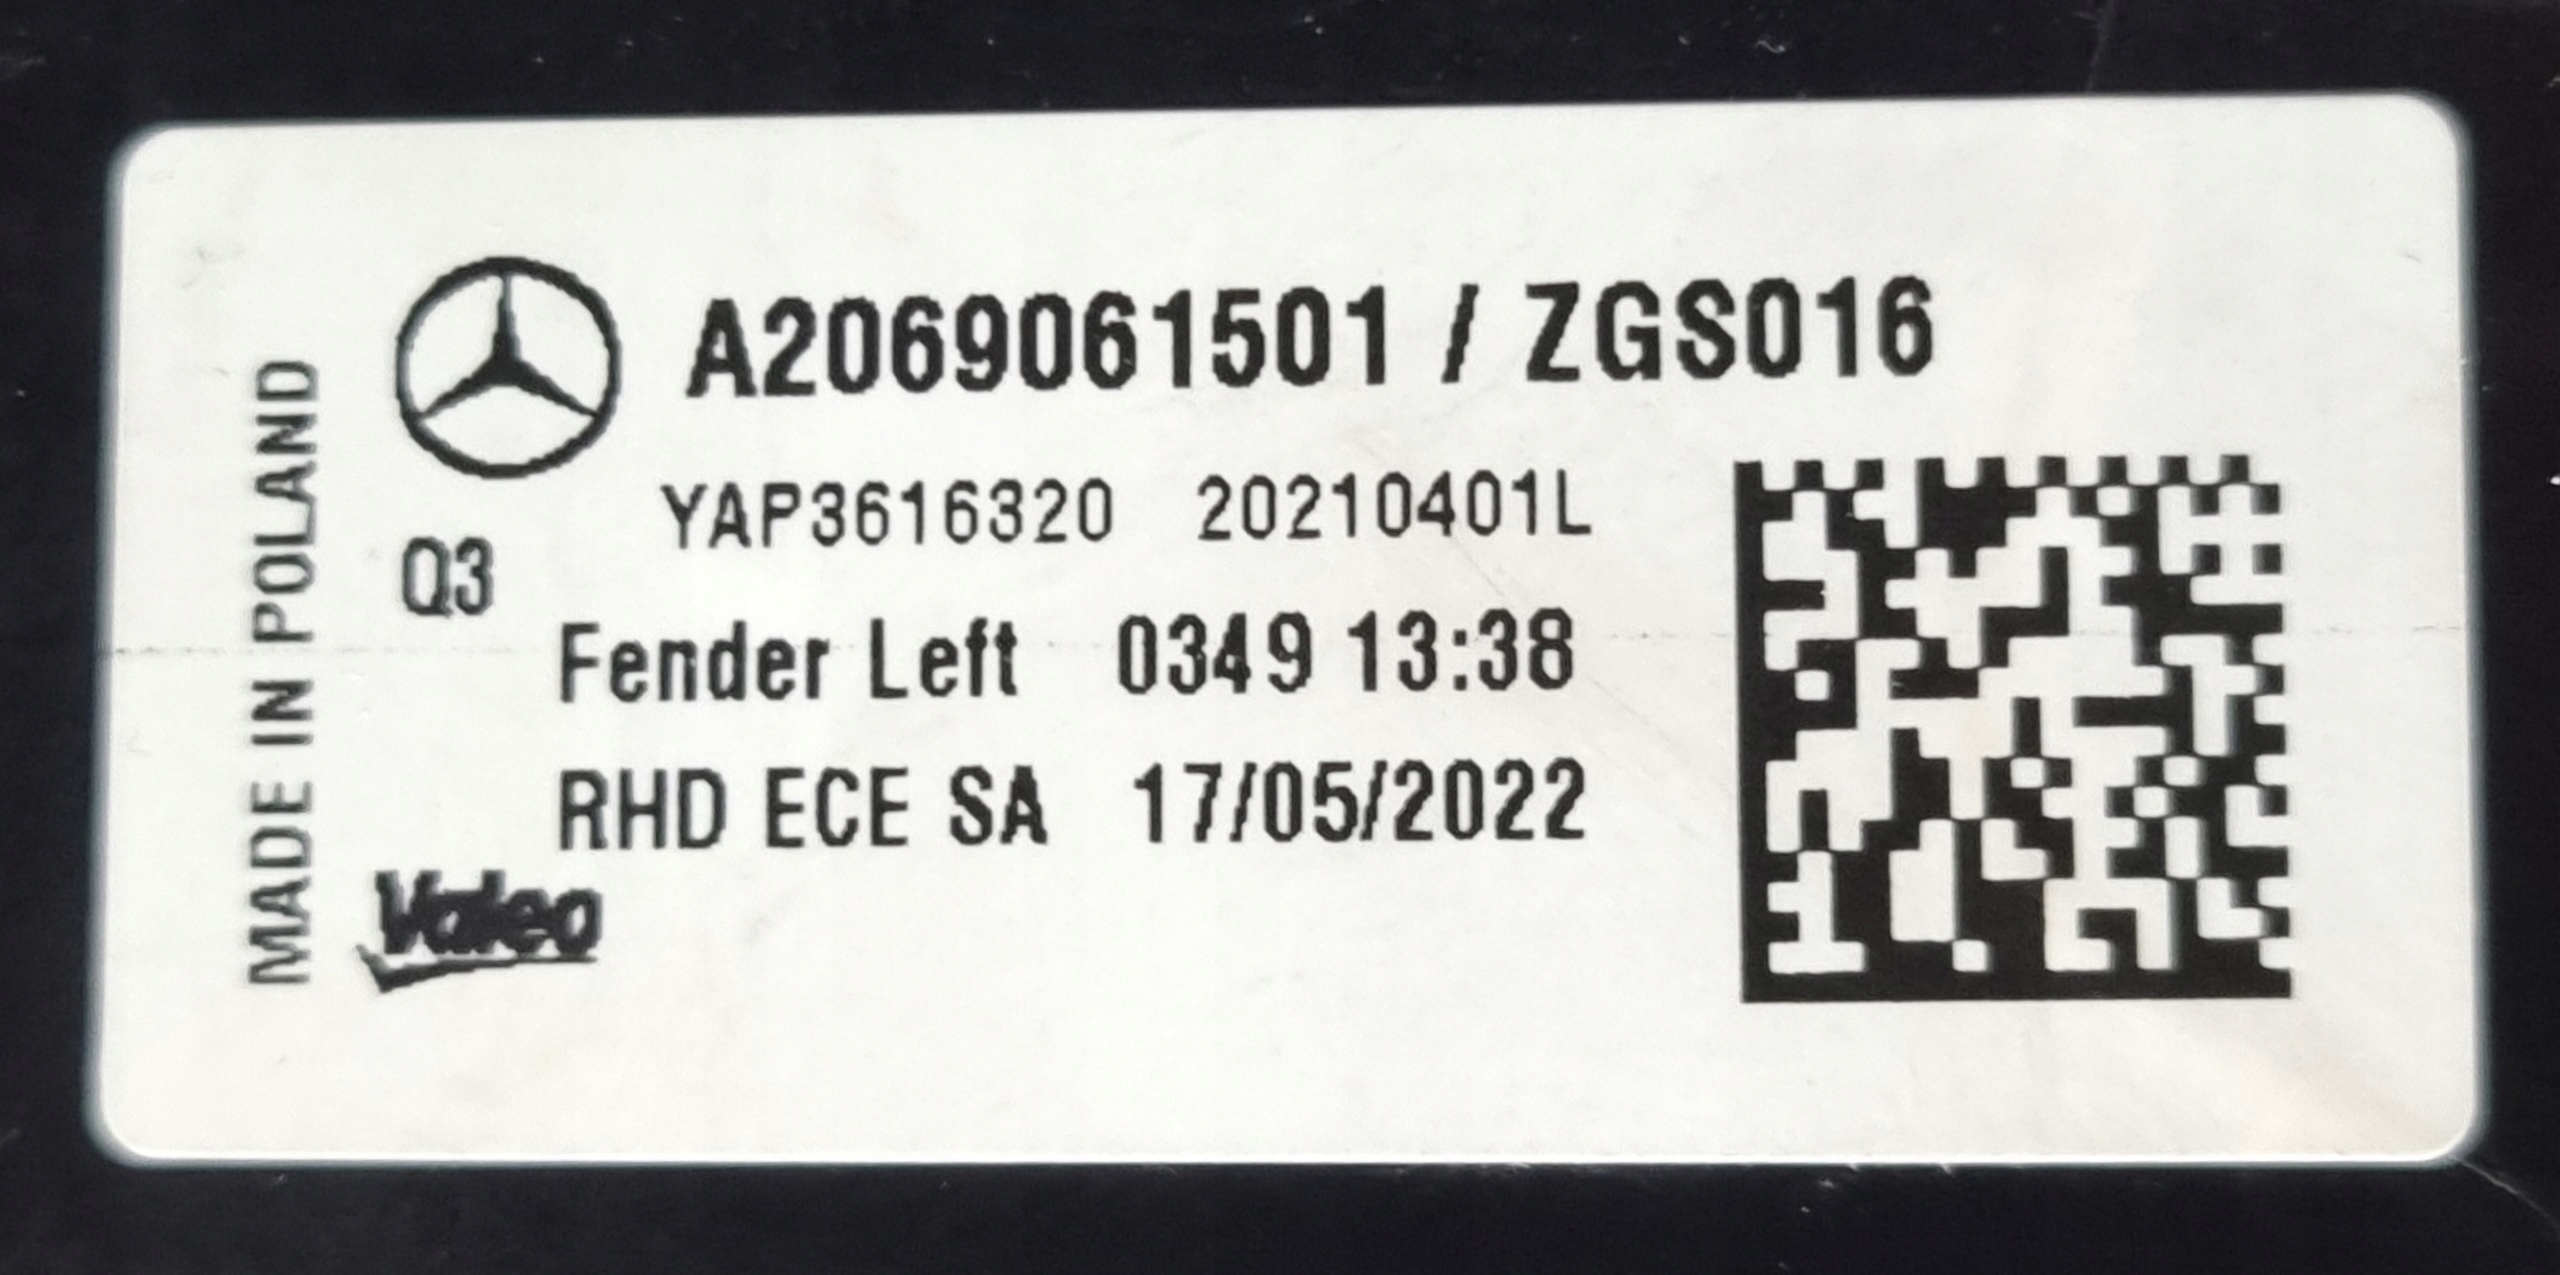 MADE IN POLAND
A2069061501 / ZGS016
YAP3616320 20210401L
Q3
Fender Left 0349 13:38
RHD ECE SA 17/05/2022
Valeo